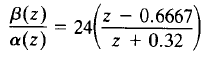 β(z)/α(z) = 24((z − 0.6667)/(z + 0.32))